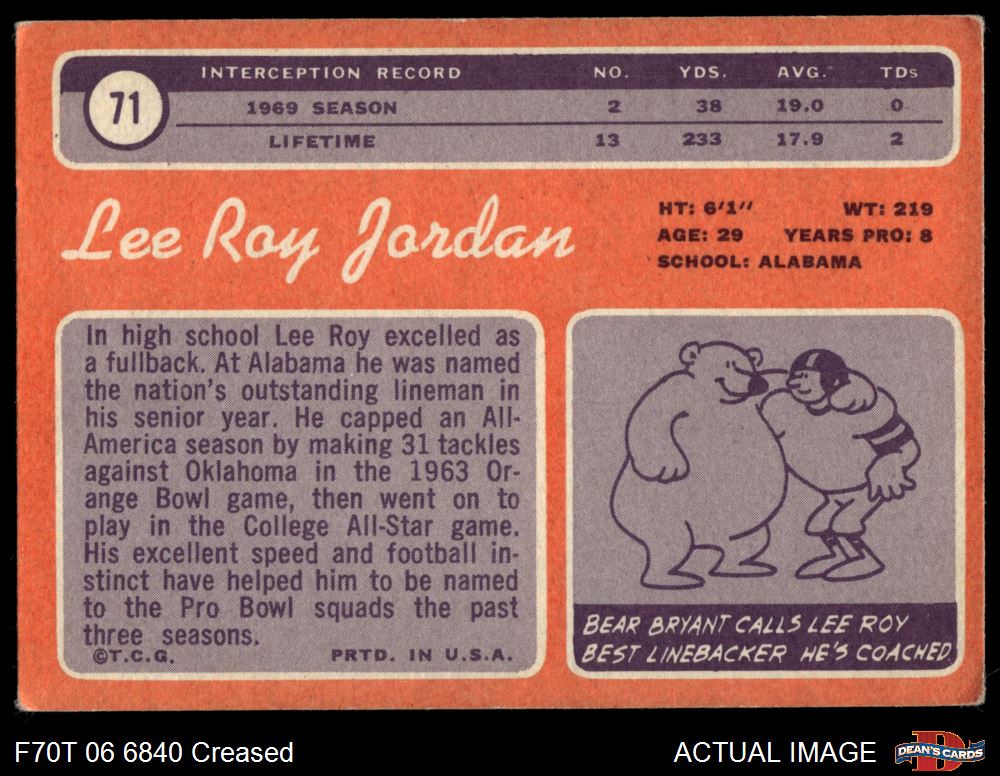 71
INTERCEPTION RECORD NO. YDS. AVG. TDs
1969 SEASON 2 38 19.0 0
LIFETIME 13 233 17.9 2
Lee Roy Jordan
HT: 6'1'' WT: 219
AGE: 29 YEARS PRO: 8
SCHOOL: ALABAMA
In high school Lee Roy excelled as
a fullback. At Alabama he was named
the nation's outstanding lineman in
his senior year. He capped an All-
America season by making 31 tackles
against Oklahoma in the 1963 Or-
ange Bowl game, then went on to
play in the College All-Star game.
His excellent speed and football in-
stinct have helped him to be named
to the Pro Bowl squads the past
three seasons.
©T.C.G. PRTD. IN U.S.A.
BEAR BRYANT CALLS LEE ROY
BEST LINEBACKER HE'S COACHED.
F70T 06 6840 Creased
ACTUAL IMAGE
D
DEAN'S CARDS